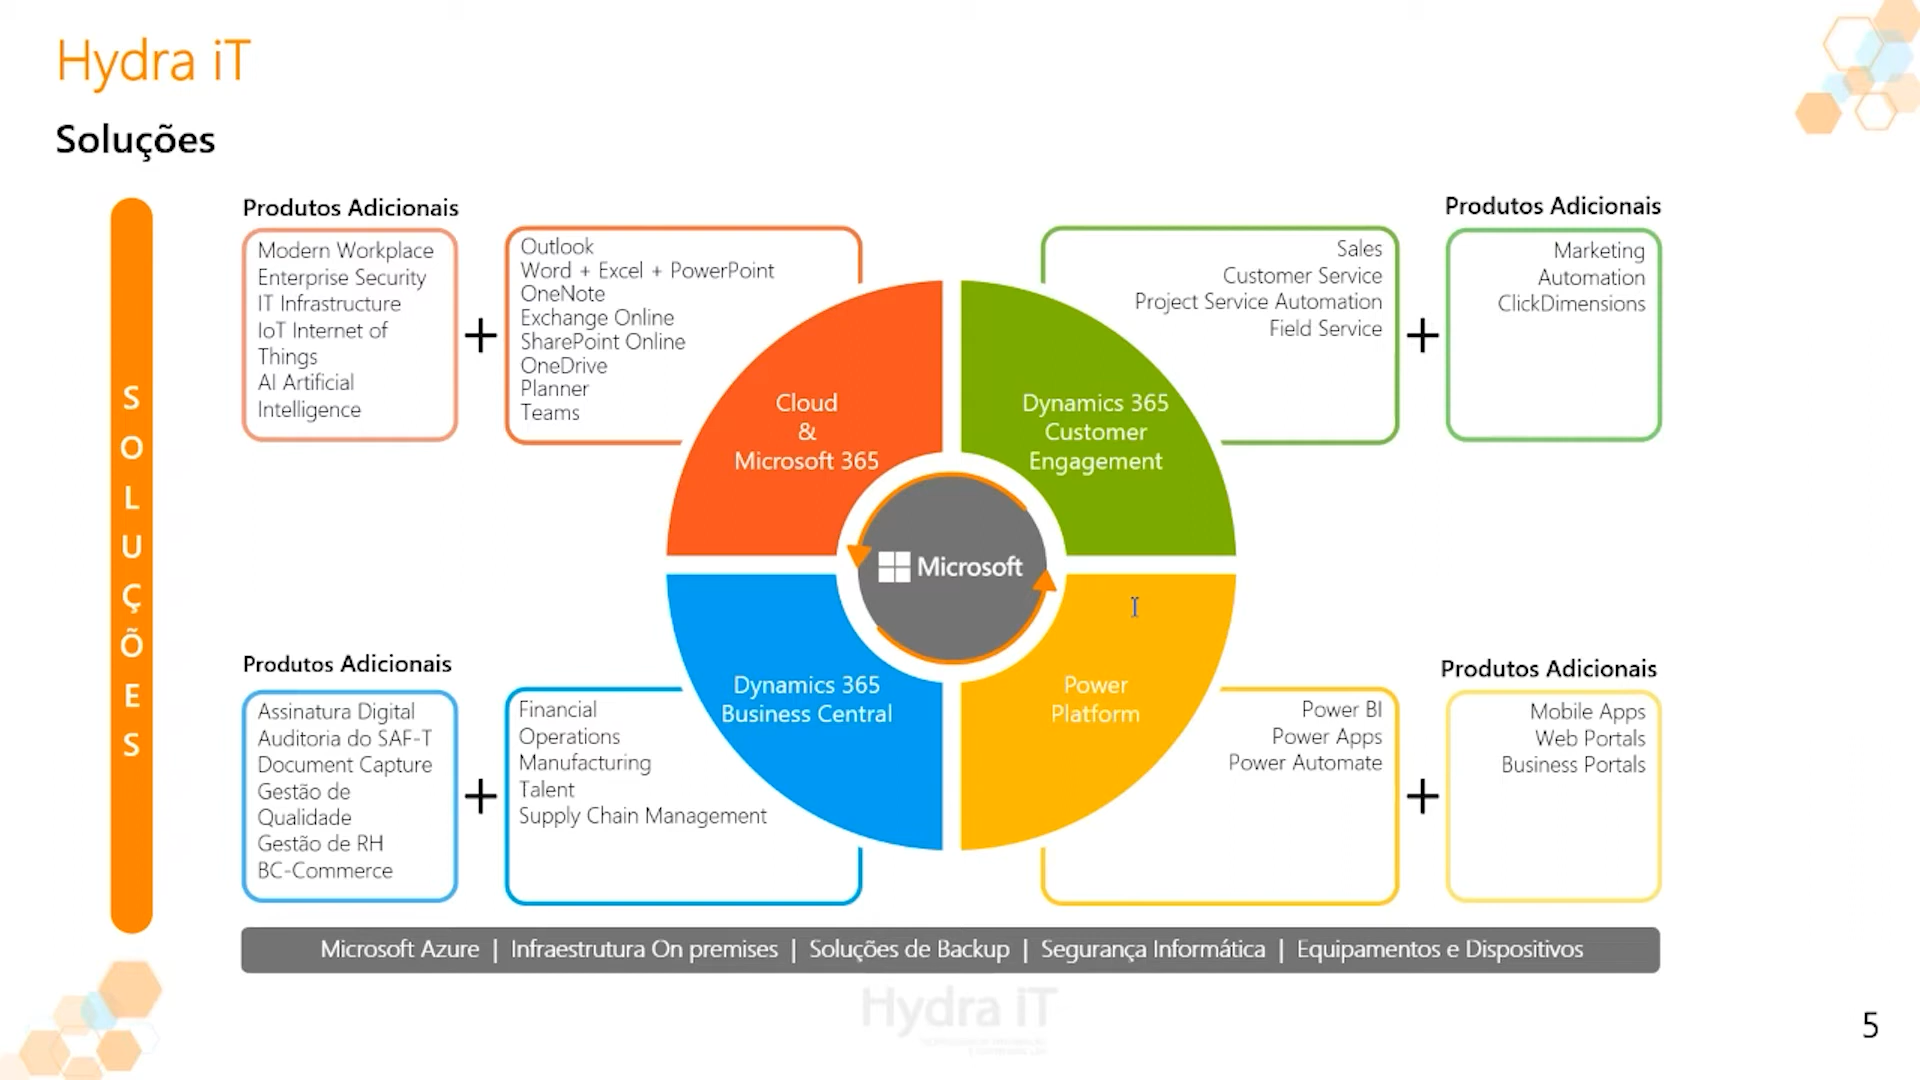 Hydra iT
Soluções
SOLUÇÕES
Produtos Adicionais
Modern Workplace
Enterprise Security
IT Infrastructure
IoT Internet of
Things
AI Artificial
Intelligence
+
Outlook
Word + Excel + PowerPoint
OneNote
Exchange Online
SharePoint Online
OneDrive
Planner
Teams
Cloud
&
Microsoft 365
Dynamics 365
Customer
Engagement
Sales
Customer Service
Project Service Automation
Field Service
+
Produtos Adicionais
Marketing
Automation
ClickDimensions
Microsoft
Produtos Adicionais
Assinatura Digital
Auditoria do SAF-T
Document Capture
Gestão de
Qualidade
Gestão de RH
BC-Commerce
+
Financial
Operations
Manufacturing
Talent
Supply Chain Management
Dynamics 365
Business Central
Power
Platform
Power BI
Power Apps
Power Automate
+
Produtos Adicionais
Mobile Apps
Web Portals
Business Portals
Microsoft Azure | Infraestrutura On premises | Soluções de Backup | Segurança Informática | Equipamentos e Dispositivos
Hydra iT
5